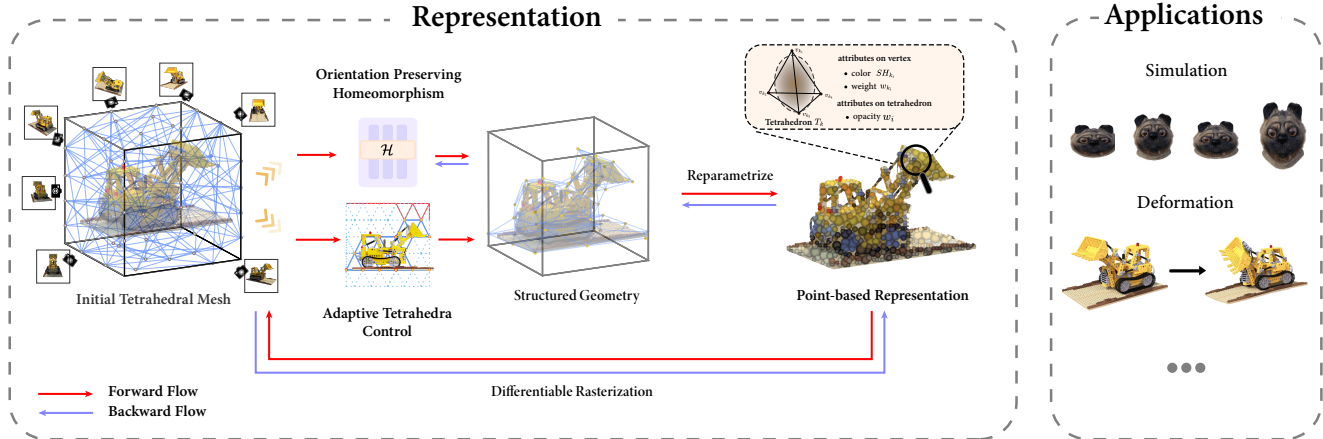 Representation
Applications
Orientation Preserving
Homeomorphism
H
Initial Tetrahedral Mesh
Adaptive Tetrahedra
Control
Structured Geometry
Reparametrize
attributes on vertex
• color SH_{k_i}
• weight w_{k_i}
attributes on tetrahedron
• opacity w_i
Tetrahedron T_k
Point-based Representation
Differentiable Rasterization
Forward Flow
Backward Flow
Simulation
Deformation